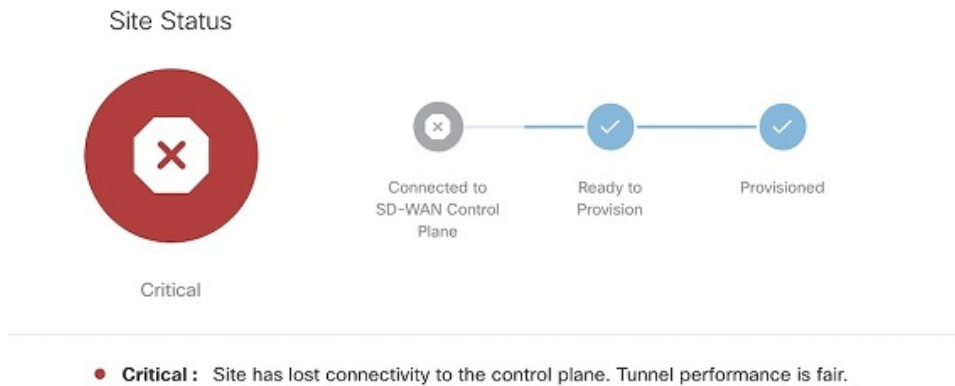 Site Status
Connected to
SD-WAN Control
Plane
Ready to
Provision
Provisioned
Critical
Critical : Site has lost connectivity to the control plane. Tunnel performance is fair.